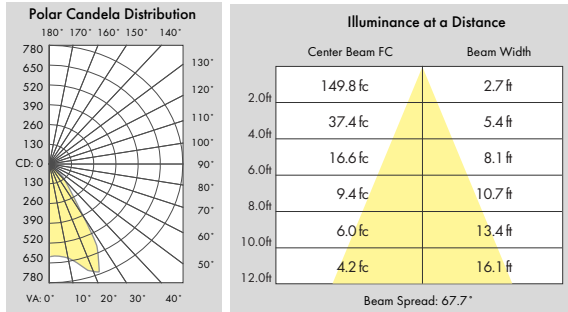 Polar Candela Distribution
180° 170° 160° 150° 140°
780
650
520
390
260
130
CD: 0
130
260
390
520
650
780
130°
120°
110°
100°
90°
80°
70°
60°
50°
VA: 0° 10° 20° 30° 40°
Illuminance at a Distance
Center Beam FC Beam Width
2.0ft 149.8 fc 2.7 ft
4.0ft 37.4 fc 5.4 ft
6.0ft 16.6 fc 8.1 ft
8.0ft 9.4 fc 10.7 ft
10.0ft 6.0 fc 13.4 ft
12.0ft 4.2 fc 16.1 ft
Beam Spread: 67.7°